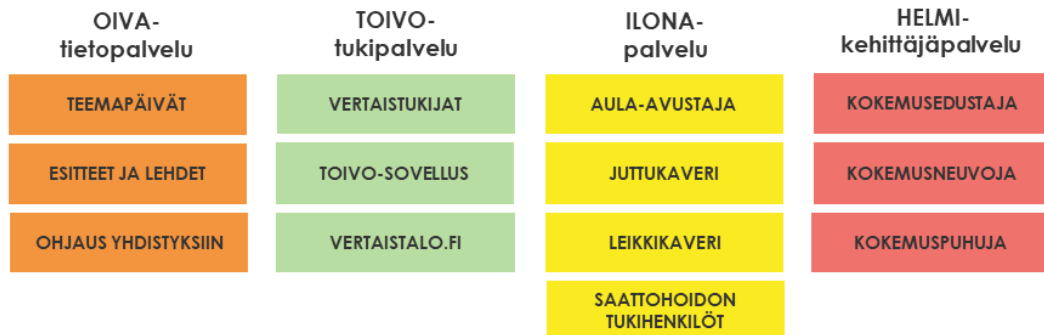 OIVA-
tietopalvelu
TEEMAPÄIVÄT
ESITTEET JA LEHDET
OHJAUS YHDISTYKSIIN
TOIVO-
tukipalvelu
VERTAISTUKIJAT
TOIVO-SOVELLUS
VERTAISTALO.FI
ILONA-
palvelu
AULA-AVUSTAJA
JUTTUKAVERI
LEIKKIKAVERI
SAATTOHOIDON
TUKIHENKILÖT
HELMI-
kehittäjäpalvelu
KOKEMUSEDUSTAJA
KOKEMUSNEUVOJA
KOKEMUSPUHUJA